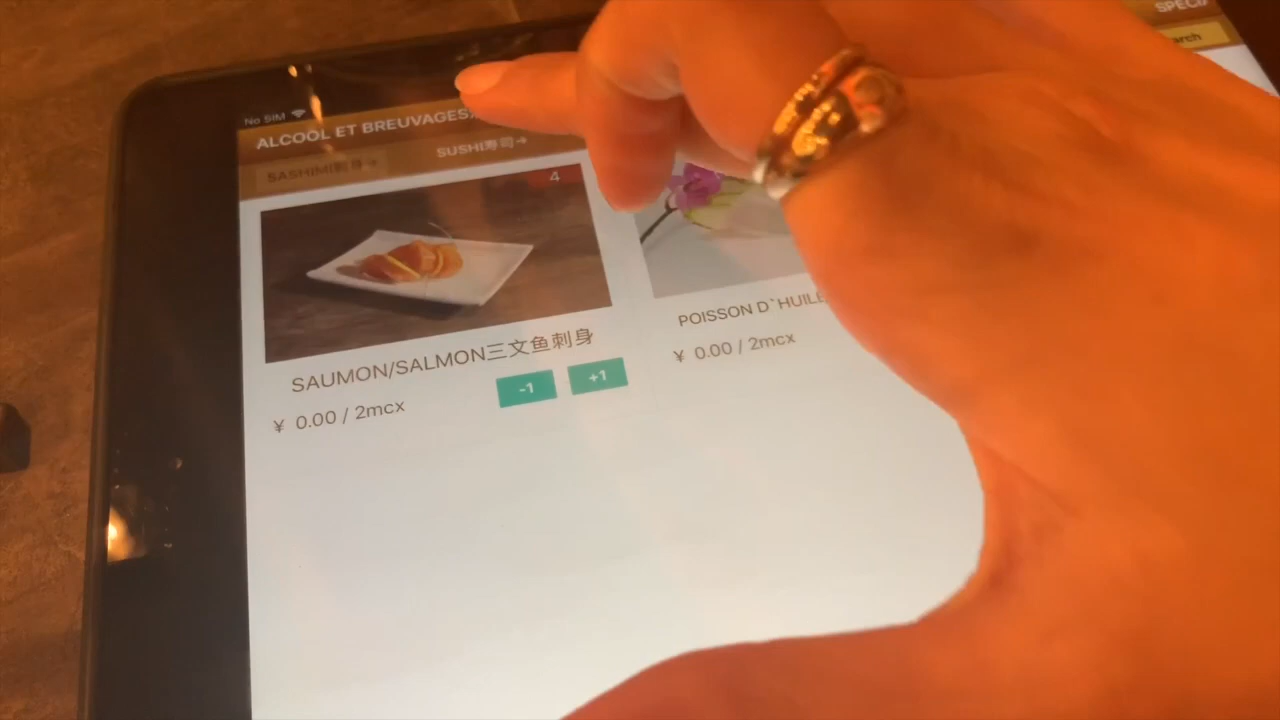 No SIM
ALCOOL ET BREUVAGES
SPECI
arch
SASHIMI刺身➔
SUSHI寿司➔
4
SAUMON/SALMON三文鱼刺身
-1
+1
¥ 0.00 / 2mcx
POISSON D`HUILE
¥ 0.00 / 2mcx